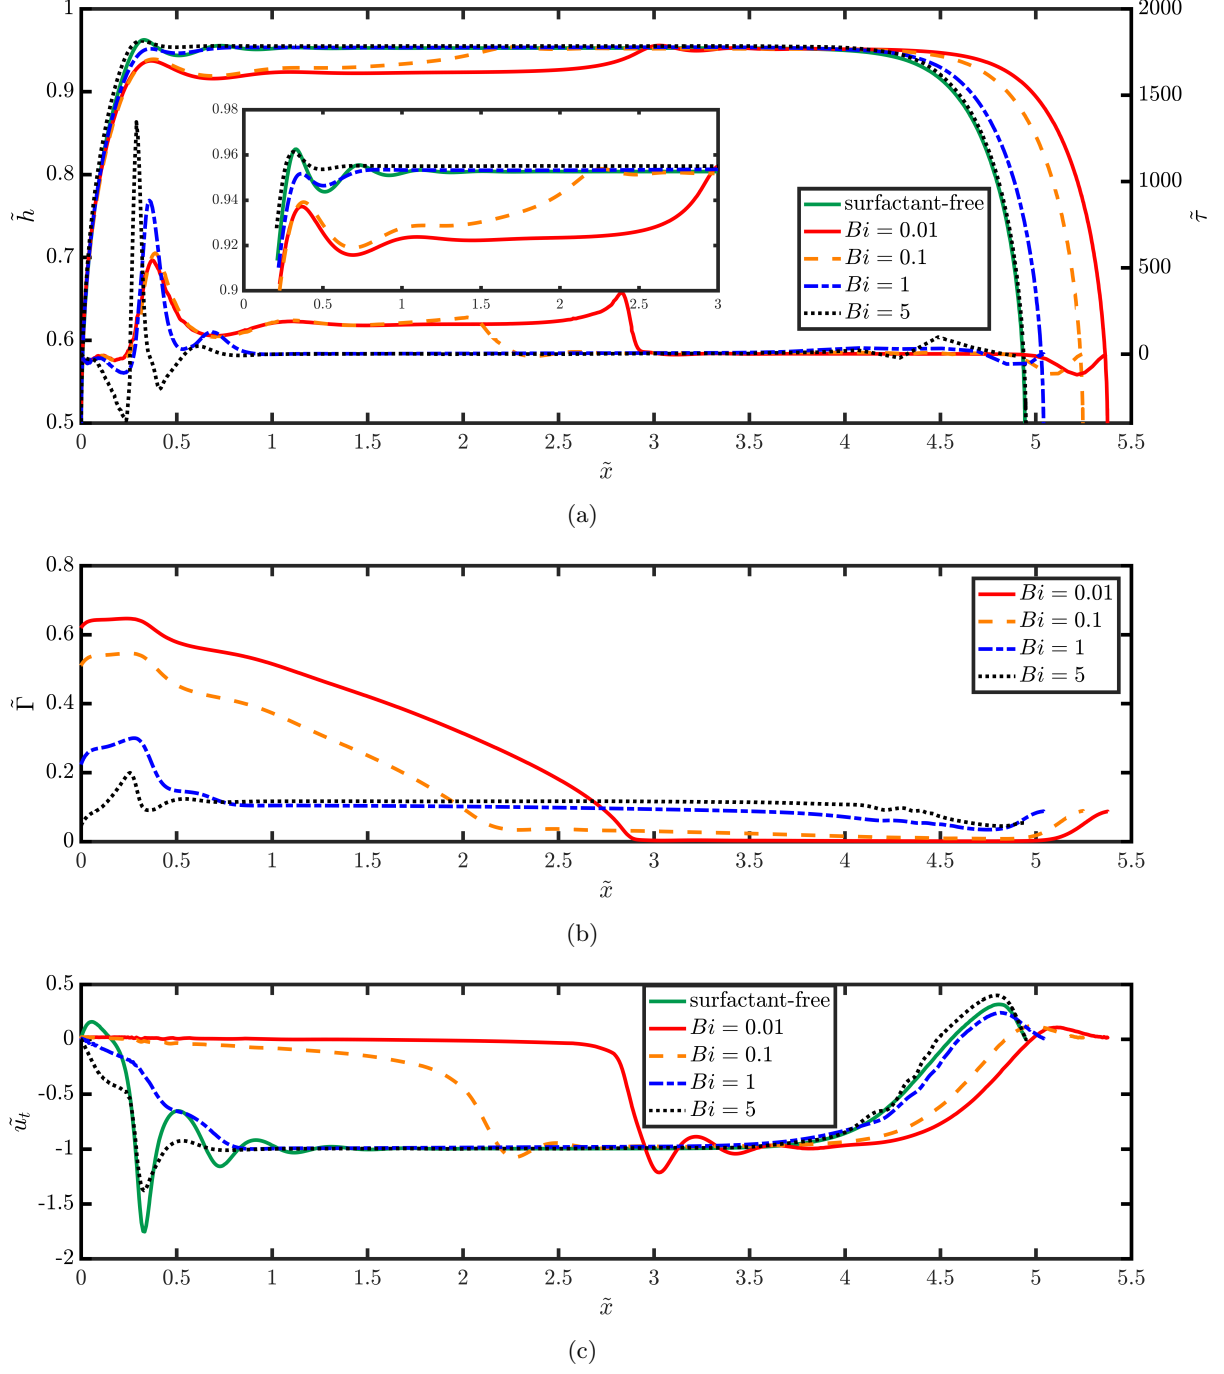 1
0.9
0.8
0.7
0.6
0.5
h̃
2000
1500
1000
500
0
τ̃
0.98
0.96
0.94
0.92
0.9
0 0.5 1 1.5 2 2.5 3
surfactant-free
Bi = 0.01
Bi = 0.1
Bi = 1
Bi = 5
0 0.5 1 1.5 2 2.5 3 3.5 4 4.5 5 5.5
x̃
(a)
0.8
0.6
0.4
0.2
0
Γ̃
Bi = 0.01
Bi = 0.1
Bi = 1
Bi = 5
0 0.5 1 1.5 2 2.5 3 3.5 4 4.5 5 5.5
x̃
(b)
0.5
0
-0.5
-1
-1.5
-2
ũₜ
surfactant-free
Bi = 0.01
Bi = 0.1
Bi = 1
Bi = 5
0 0.5 1 1.5 2 2.5 3 3.5 4 4.5 5 5.5
x̃
(c)